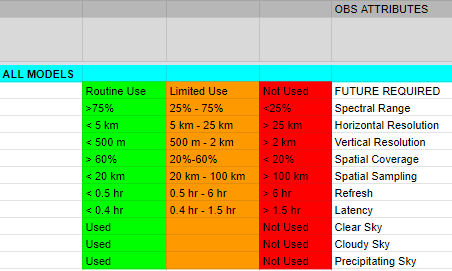 OBS ATTRIBUTES
ALL MODELS
Routine Use Limited Use Not Used FUTURE REQUIRED
>75% 25% - 75% <25% Spectral Range
< 5 km 5 km - 25 km > 25 km Horizontal Resolution
< 500 m 500 m - 2 km > 2 km Vertical Resolution
> 60% 20%-60% < 20% Spatial Coverage
< 20 km 20 km - 100 km > 100 km Spatial Sampling
< 0.5 hr 0.5 hr - 6 hr > 6 hr Refresh
< 0.4 hr 0.4 hr - 1.5 hr > 1.5 hr Latency
Used Not Used Clear Sky
Used Not Used Cloudy Sky
Used Not Used Precipitating Sky